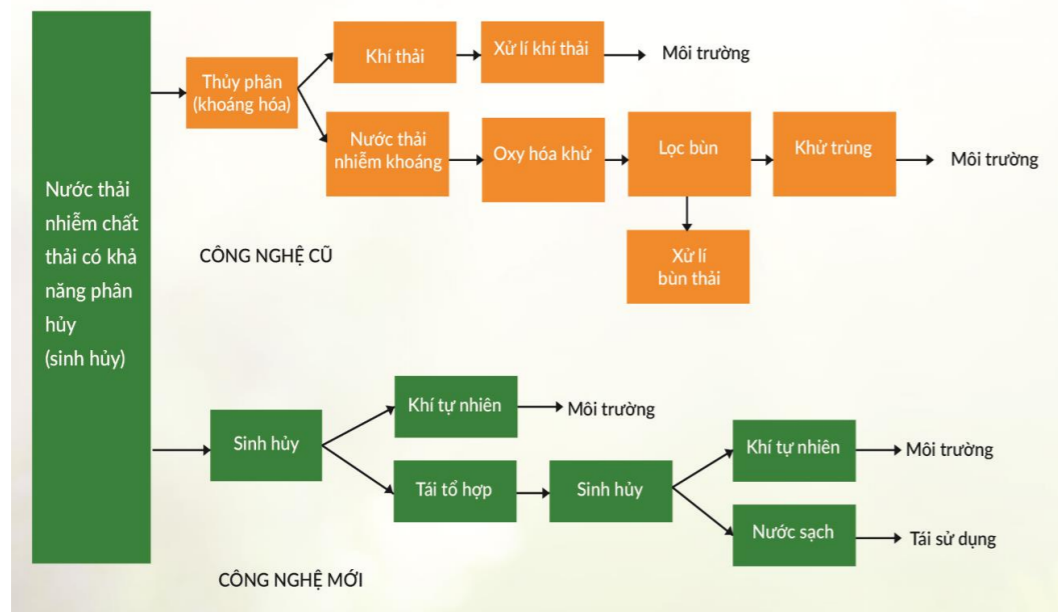 Nước thải
nhiễm chất
thải có khả
năng phân
hủy
(sinh hủy)
Thủy phân
(khoáng hóa)
Khí thải
Xử lí khí thải
Môi trường
Nước thải
nhiễm khoáng
Oxy hóa khử
Lọc bùn
Khử trùng
Môi trường
Xử lí
bùn thải
CÔNG NGHỆ CŨ
Sinh hủy
Khí tự nhiên
Môi trường
Tái tổ hợp
Sinh hủy
Khí tự nhiên
Môi trường
Nước sạch
Tái sử dụng
CÔNG NGHỆ MỚI